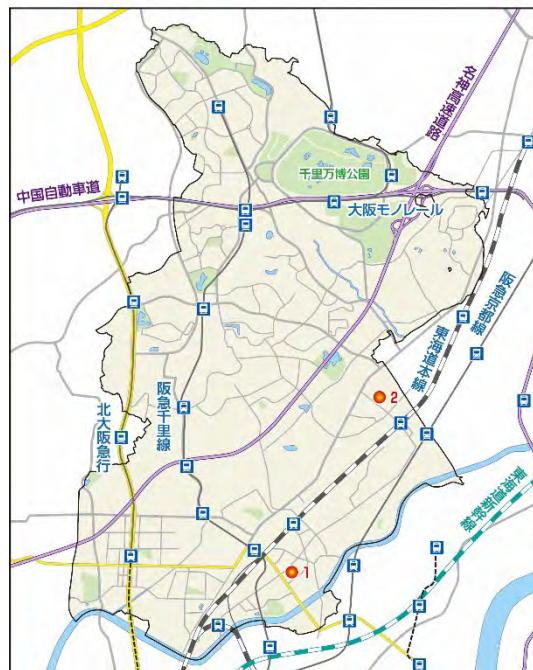 名神高速道路
千里万博公園
中国自動車道
大阪モノレール
阪急京都線
東海道本線
阪急千里線
北大阪急行
2
東海道新幹線
1